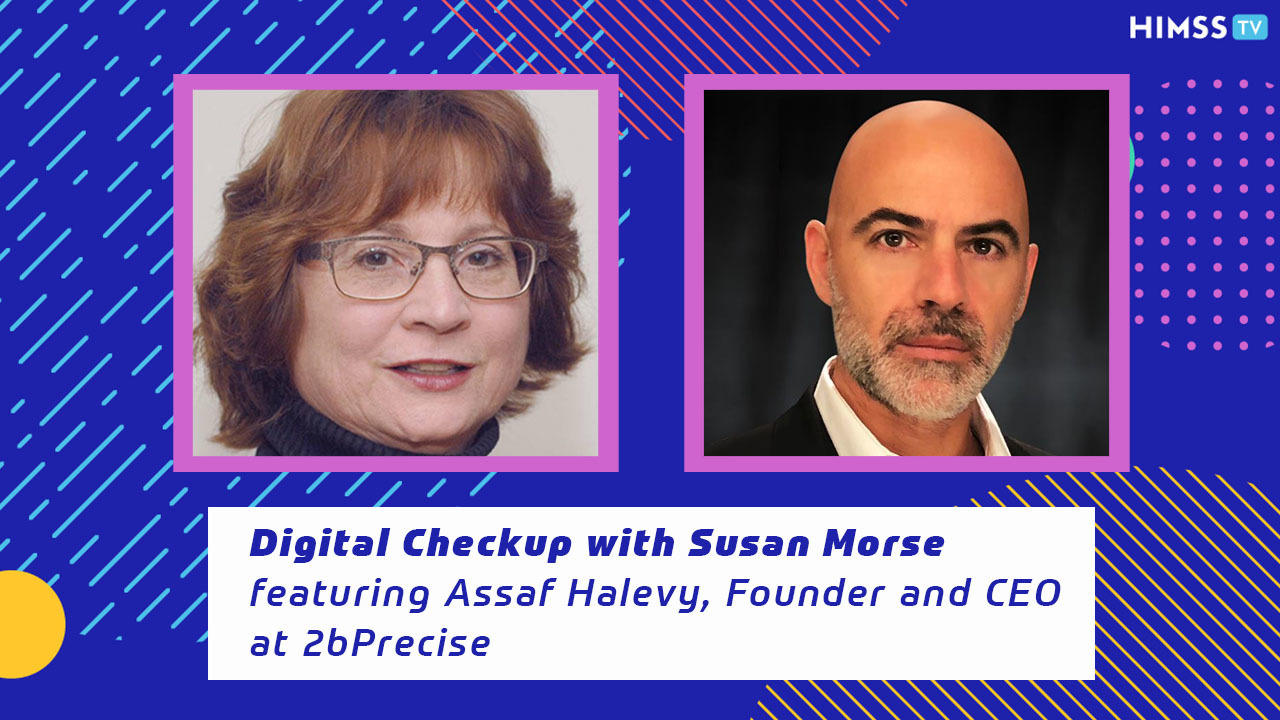 HIMSS TV
Digital Checkup with Susan Morse
featuring Assaf Halevy, Founder and CEO
at 2bPrecise